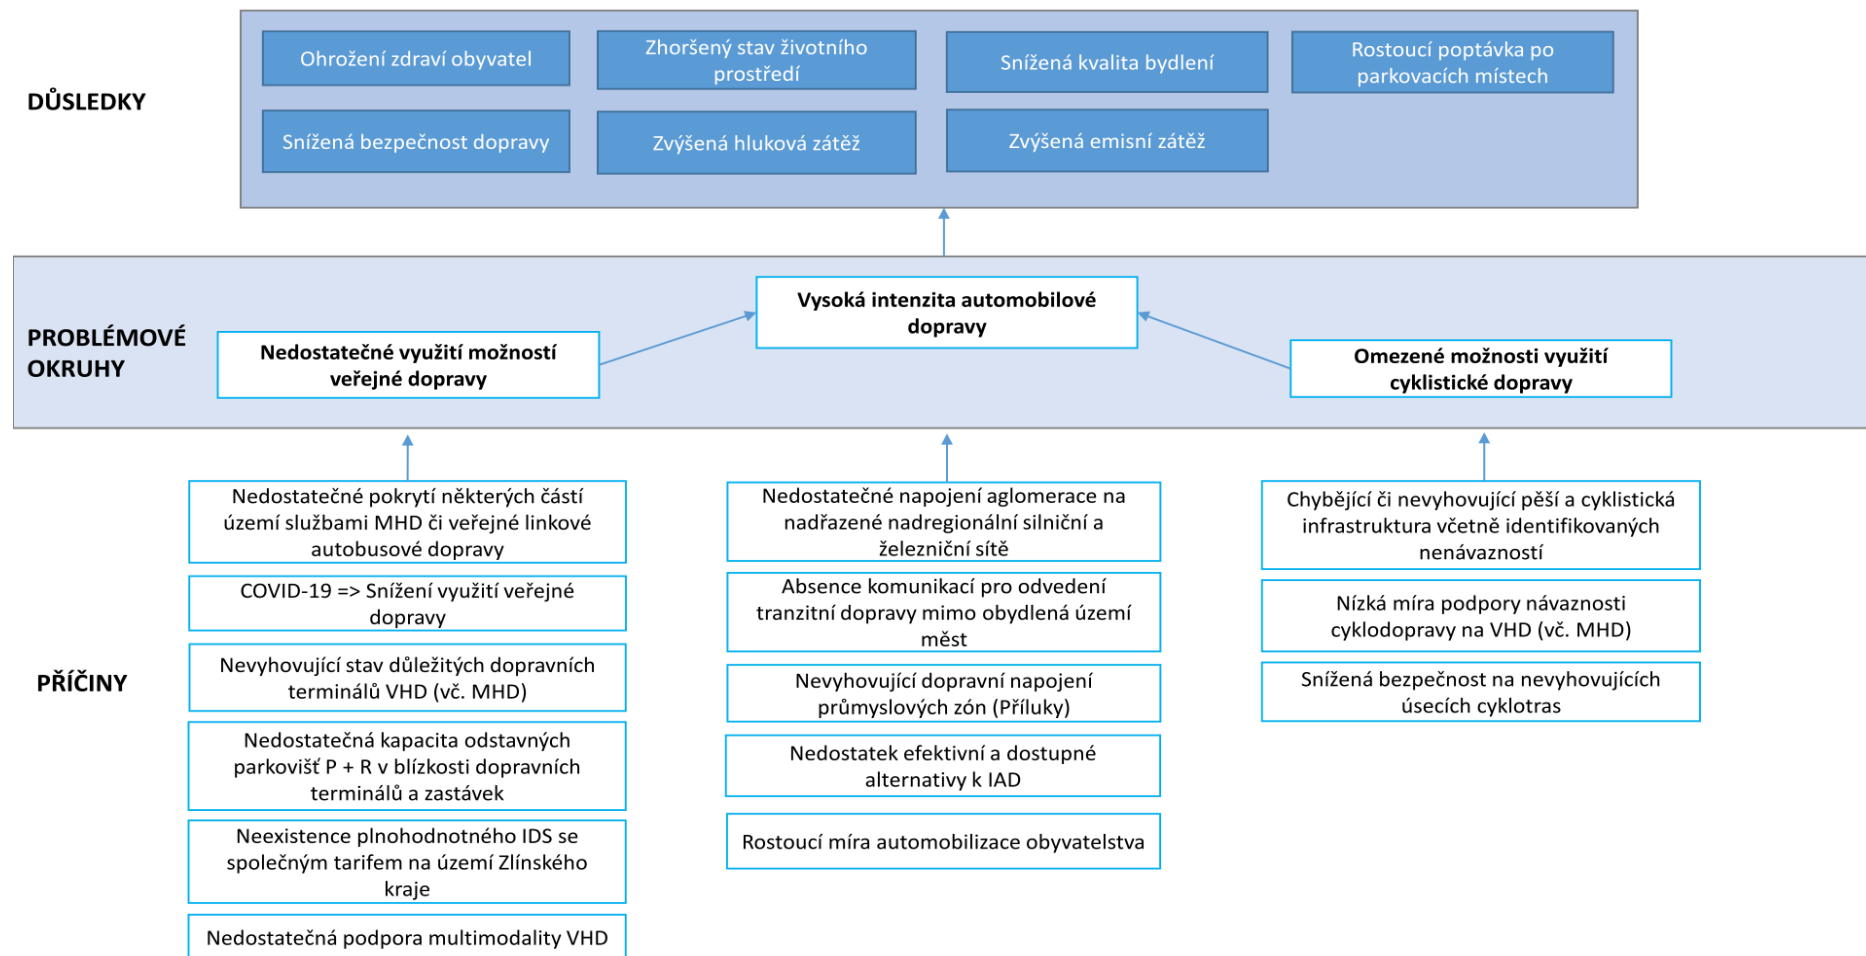 DŮSLEDKY
Ohrožení zdraví obyvatel
Zhoršený stav životního
prostředí
Snížená kvalita bydlení
Rostoucí poptávka po
parkovacích místech
Snížená bezpečnost dopravy
Zvýšená hluková zátěž
Zvýšená emisní zátěž
PROBLÉMOVÉ
OKRUHY
Nedostatečné využití možností
veřejné dopravy
Vysoká intenzita automobilové
dopravy
Omezené možnosti využití
cyklistické dopravy
PŘÍČINY
Nedostatečné pokrytí některých částí
území službami MHD či veřejné linkové
autobusové dopravy
COVID-19 => Snížení využití veřejné
dopravy
Nevyhovující stav důležitých dopravních
terminálů VHD (vč. MHD)
Nedostatečná kapacita odstavných
parkovišť P + R v blízkosti dopravních
terminálů a zastávek
Neexistence plnohodnotného IDS se
společným tarifem na území Zlínského
kraje
Nedostatečná podpora multimodality VHD
Nedostatečné napojení aglomerace na
nadřazené nadregionální silniční a
železniční sítě
Absence komunikací pro odvedení
tranzitní dopravy mimo obydlená území
měst
Nevyhovující dopravní napojení
průmyslových zón (Příluky)
Nedostatek efektivní a dostupné
alternativy k IAD
Rostoucí míra automobilizace obyvatelstva
Chybějící či nevyhovující pěší a cyklistická
infrastruktura včetně identifikovaných
nenávazností
Nízká míra podpory návaznosti
cyklodopravy na VHD (vč. MHD)
Snížená bezpečnost na nevyhovujících
úsecích cyklotras